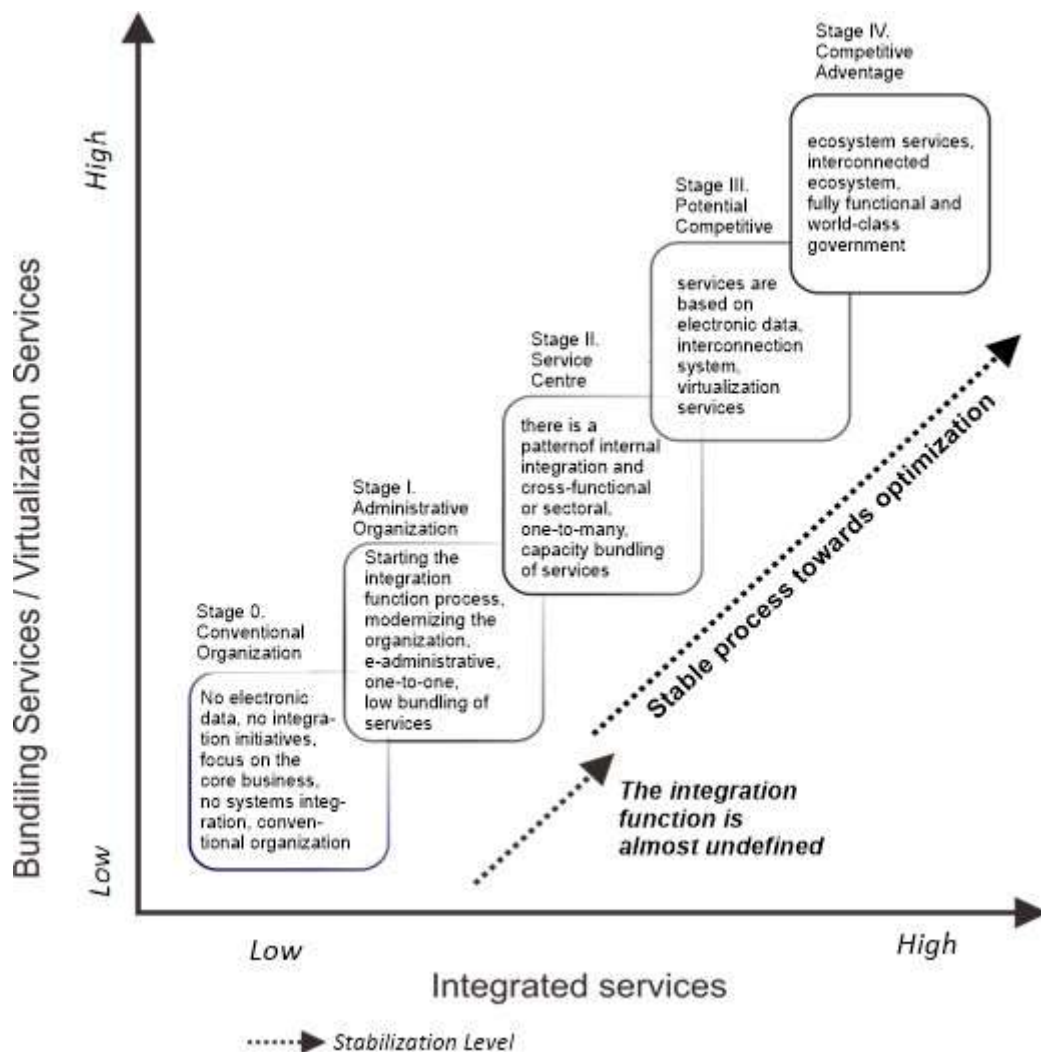 Stage IV.
Competitive
Adventage
ecosystem services,
interconnected
ecosystem,
fully functional and
world-class
government
Stage III.
Potential
Competitive
services are
based on
electronic data,
interconnection
system,
virtualization
services
Stage II.
Service
Centre
there is a
patternof internal
integration and
cross-functional
or sectoral,
one-to-many,
capacity bundling
of services
Stage I.
Administrative
Organization
Starting the
integration
function process,
modernizing the
organization,
e-administrative,
one-to-one,
low bundling of
services
Stage 0.
Conventional
Organization
No electronic
data, no integra-
tion initiatives,
focus on the
core business,
no systems integ-
ration, conven-
tional organization
Stable process towards optimization
The integration
function is
almost undefined
High
Low
Bundiling Services / Virtualization Services
Low
High
Integrated services
Stabilization Level